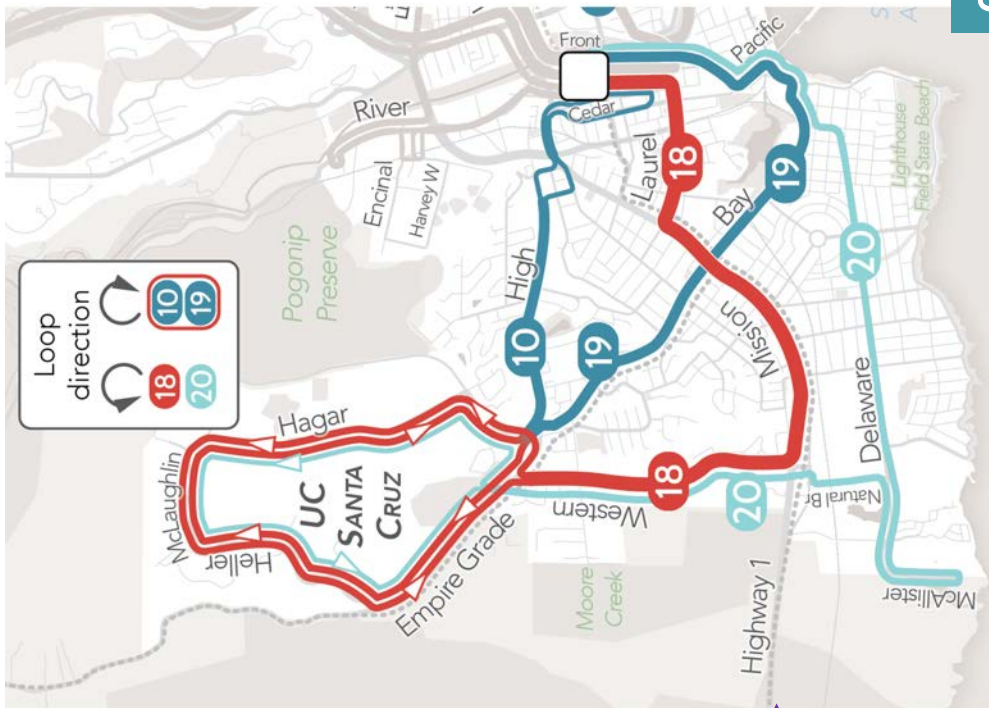 Front
Pacific
Cedar
River
Encinal
Harvey W
Laurel
18
19
Bay
Lighthouse
Field State Beach
Pogonip
Preserve
High
10
19
Mission
20
Delaware
Loop
direction
18
20
10
19
Hagar
McLaughlin
UC
SANTA
CRUZ
Heller
Empire Grade
Western
18
20
Natural Br
Moore
Creek
Highway 1
McAllister